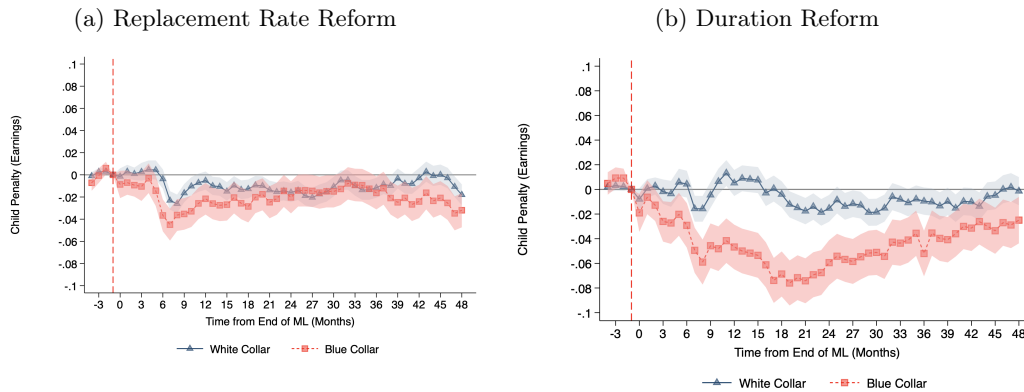 (a) Replacement Rate Reform
Child Penalty (Earnings)
.1
.08
.06
.04
.02
0
-.02
-.04
-.06
-.08
-.1
-3 0 3 6 9 12 15 18 21 24 27 30 33 36 39 42 45 48
Time from End of ML (Months)
White Collar Blue Collar
(b) Duration Reform
Child Penalty (Earnings)
.1
.08
.06
.04
.02
0
-.02
-.04
-.06
-.08
-.1
-3 0 3 6 9 12 15 18 21 24 27 30 33 36 39 42 45 48
Time from End of ML (Months)
White Collar Blue Collar